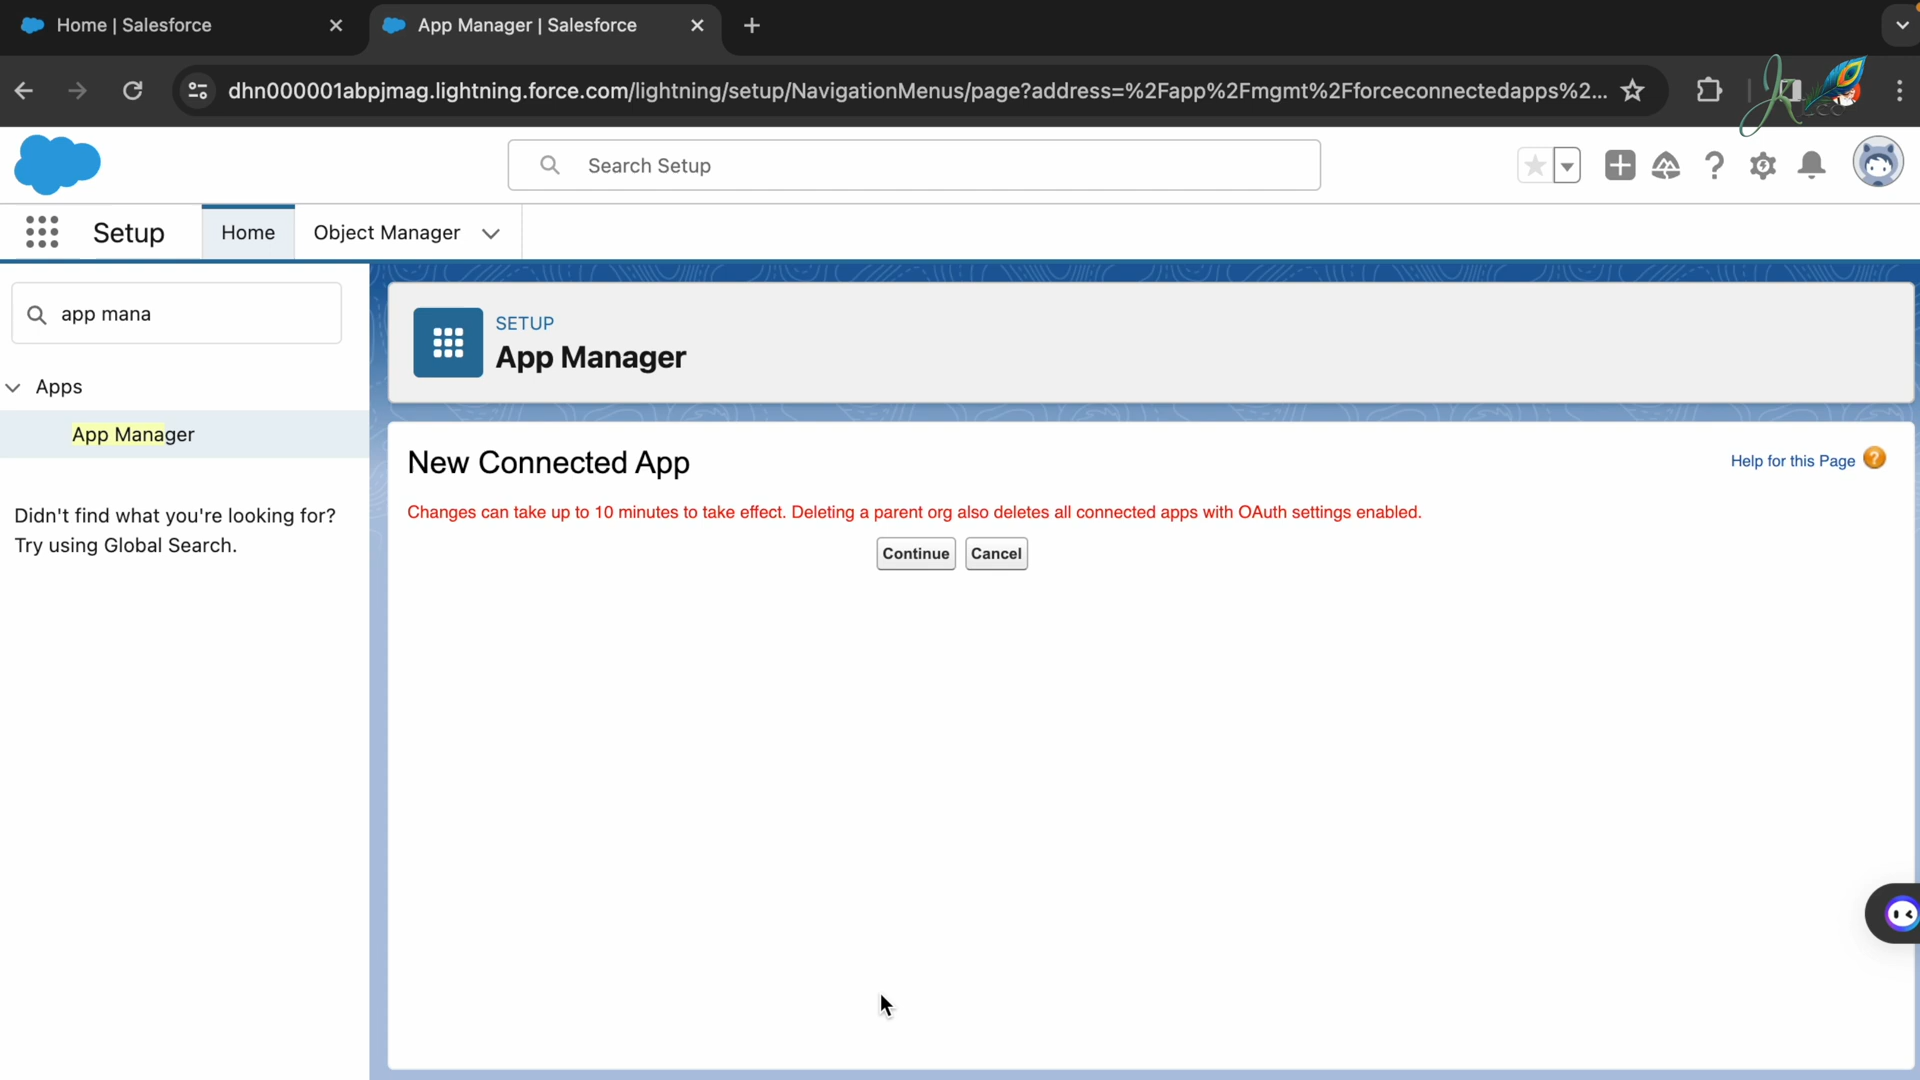 Home | Salesforce
App Manager | Salesforce
dhn000001abpjmag.lightning.force.com/lightning/setup/NavigationMenus/page?address=%2Fapp%2Fmgmt%2Fforceconnectedapps%2...
Search Setup
Setup
Home
Object Manager
app mana
Apps
App Manager
Didn't find what you're looking for?
Try using Global Search.
SETUP
App Manager
New Connected App
Help for this Page
Changes can take up to 10 minutes to take effect. Deleting a parent org also deletes all connected apps with OAuth settings enabled.
Continue
Cancel